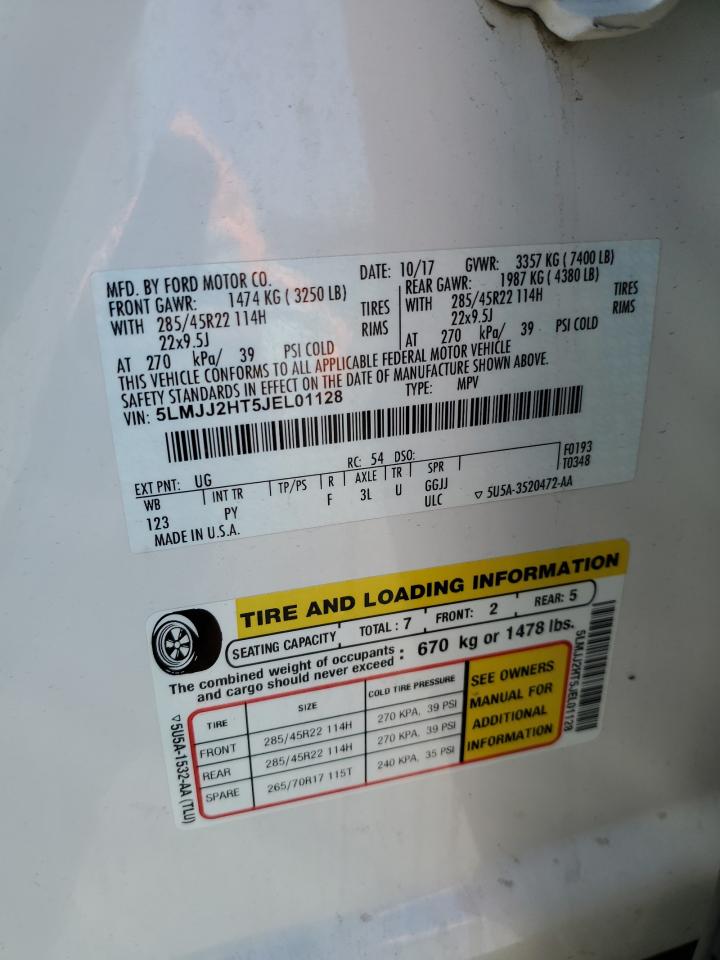 MFD. BY FORD MOTOR CO. DATE: 10/17 GVWR: 3357 KG ( 7400 LB)
FRONT GAWR: 1474 KG ( 3250 LB) REAR GAWR: 1987 KG ( 4380 LB)
WITH 285/45R22 114H TIRES WITH 285/45R22 114H TIRES
22x9.5J RIMS 22x9.5J RIMS
AT 270 kPa/ 39 PSI COLD AT 270 kPa/ 39 PSI COLD
THIS VEHICLE CONFORMS TO ALL APPLICABLE FEDERAL MOTOR VEHICLE
SAFETY STANDARDS IN EFFECT ON THE DATE OF MANUFACTURE SHOWN ABOVE.
VIN: 5LMJJ2HT5JEL01128 TYPE: MPV
EXT PNT: UG RC: 54 DSO: F0193
WB INT TR TP/PS R AXLE TR SPR T0348
123 PY F 3L U GGJJ
ULC 5U5A-3520472-AA
MADE IN U.S.A.
TIRE AND LOADING INFORMATION
SEATING CAPACITY TOTAL : 7 FRONT: 2 REAR: 5
The combined weight of occupants
and cargo should never exceed : 670 kg or 1478 lbs.
TIRE SIZE COLD TIRE PRESSURE
FRONT 285/45R22 114H 270 KPA, 39 PSI
REAR 285/45R22 114H 270 KPA, 39 PSI
SPARE 265/70R17 115T 240 KPA, 35 PSI
SEE OWNERS
MANUAL FOR
ADDITIONAL
INFORMATION
5U5A-1532-AA (TLU)
5LMJJ2HT5JEL01128